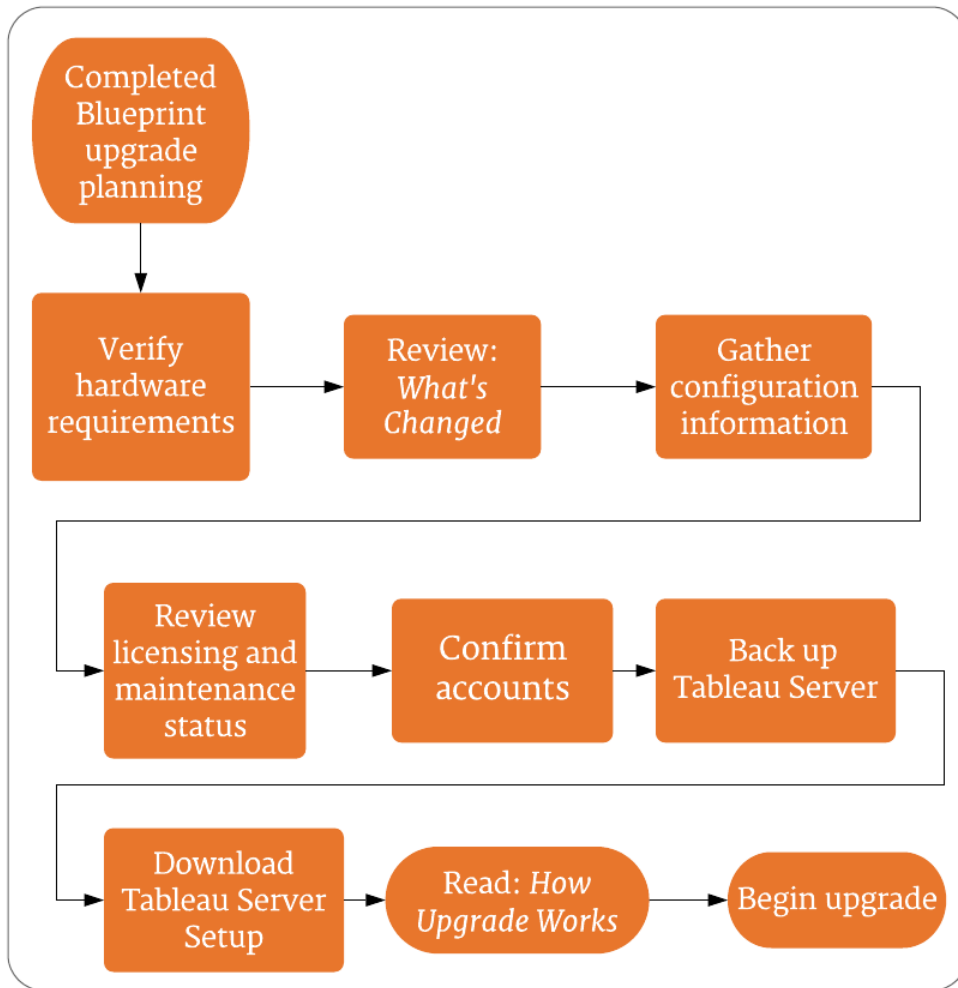 Completed
Blueprint
upgrade
planning
Verify
hardware
requirements
Review:
What's
Changed
Gather
configuration
information
Review
licensing and
maintenance
status
Confirm
accounts
Back up
Tableau Server
Download
Tableau Server
Setup
Read: How
Upgrade Works
Begin upgrade